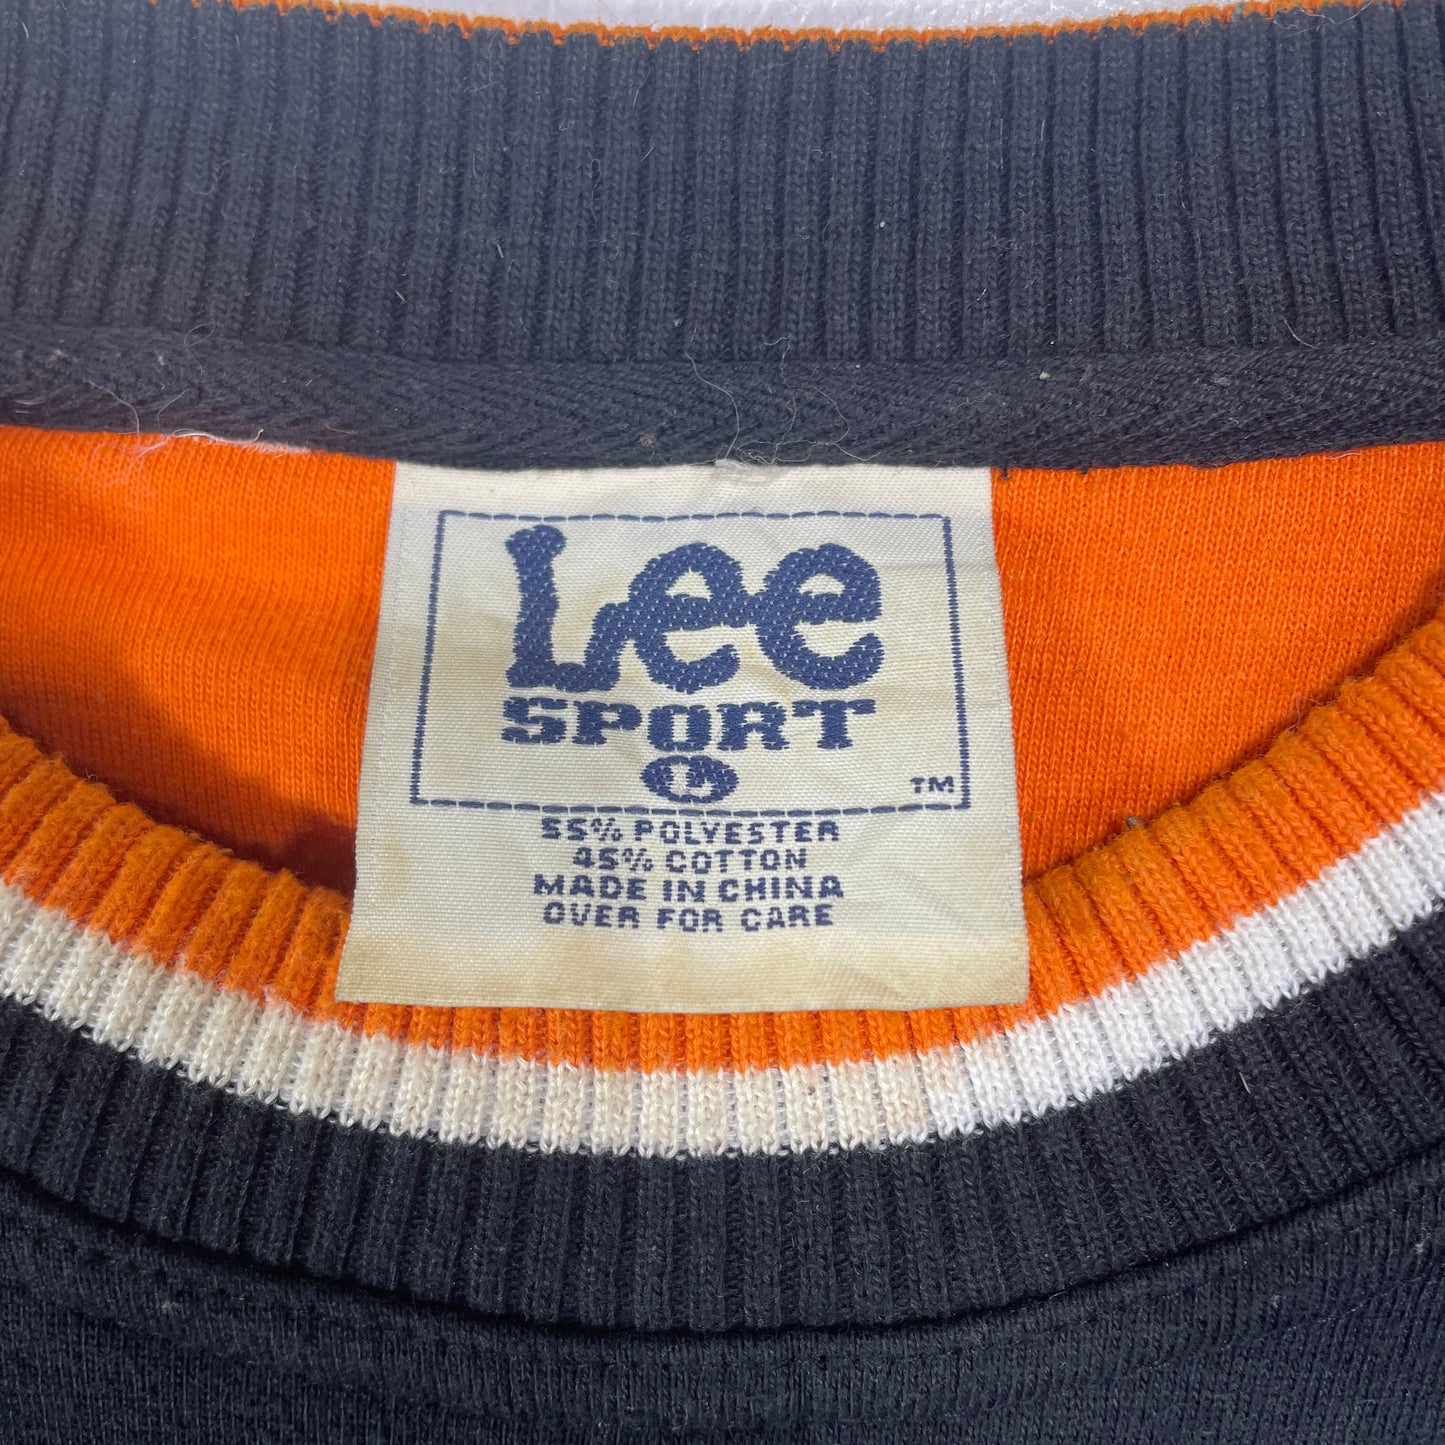 Lee
SPORT
L
TM
55% POLYESTER
45% COTTON
MADE IN CHINA
OVER FOR CARE